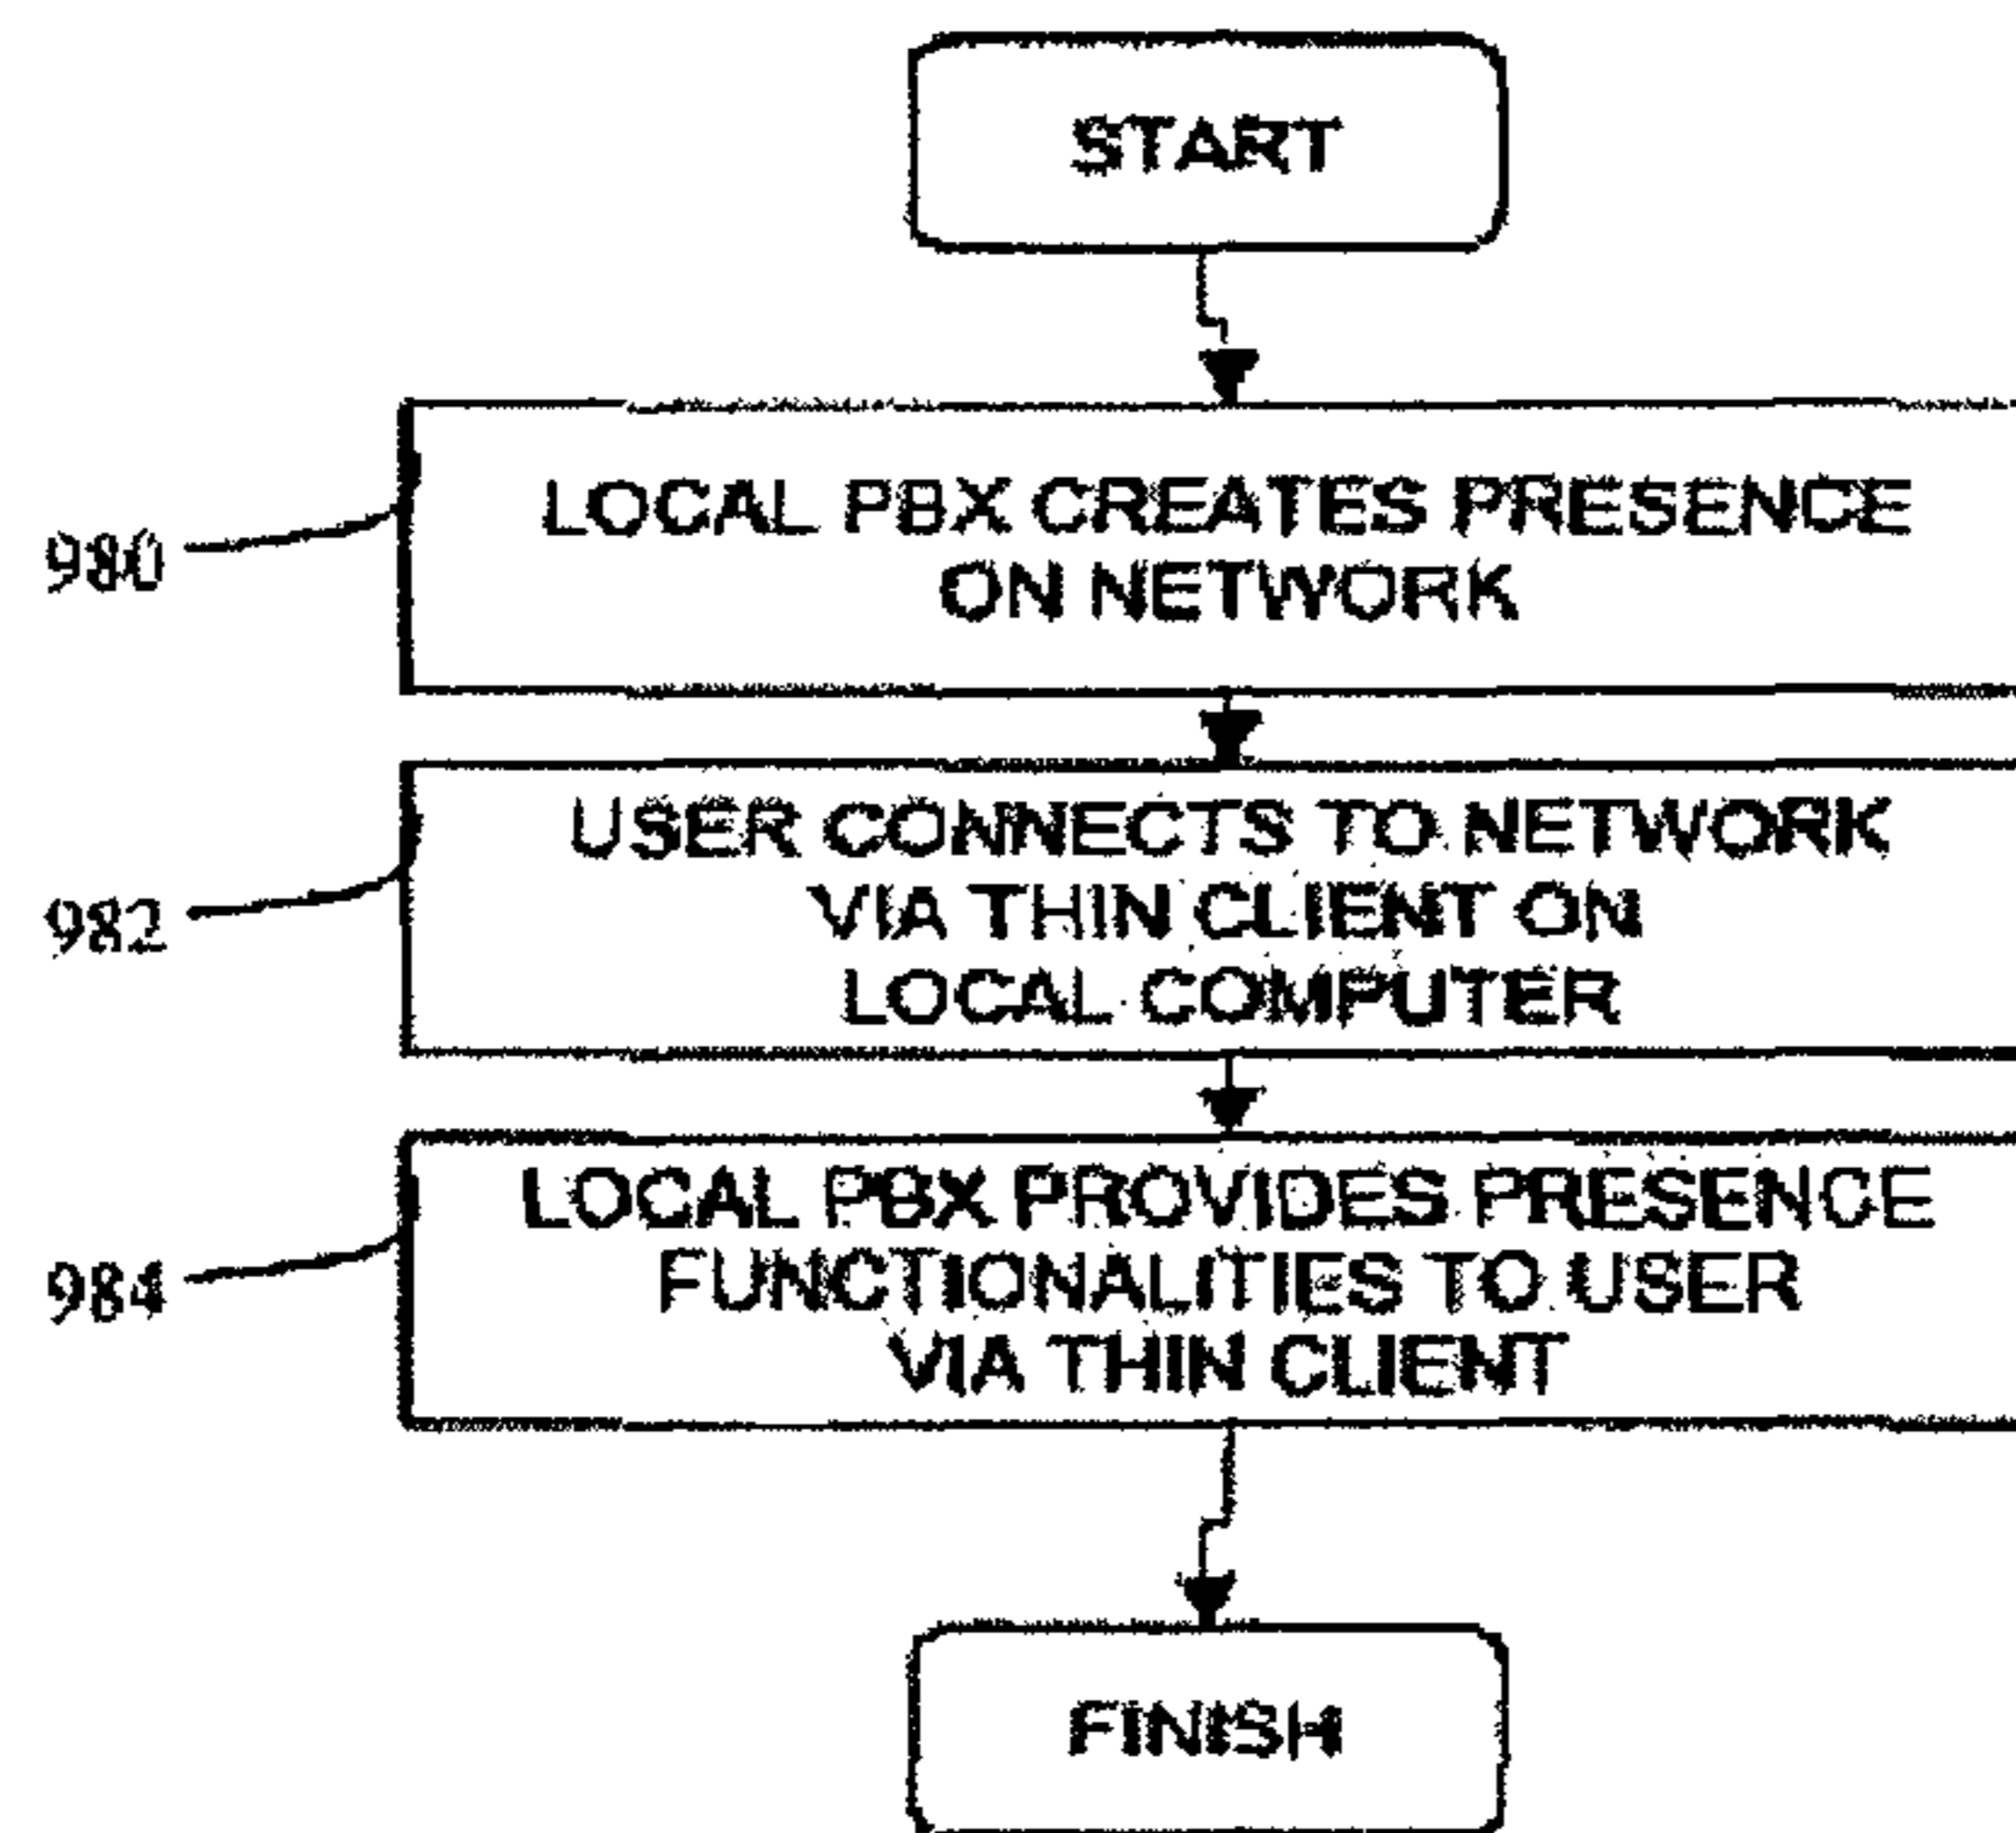 START
LOCAL PBX CREATES PRESENCE
ON NETWORK
980
USER CONNECTS TO NETWORK
VIA THIN CLIENT ON
LOCAL COMPUTER
982
LOCAL PBX PROVIDES PRESENCE
FUNCTIONALITIES TO USER
VIA THIN CLIENT
984
FINISH